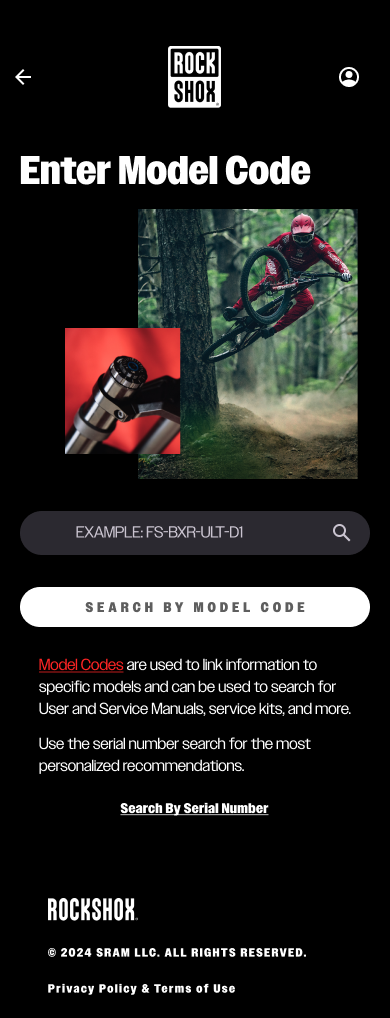 ROCK
SHOX
Enter Model Code
EXAMPLE: FS-BXR-ULT-D1
SEARCH BY MODEL CODE
Model Codes are used to link information to
specific models and can be used to search for
User and Service Manuals, service kits, and more.
Use the serial number search for the most
personalized recommendations.
Search By Serial Number
ROCKSHOX
© 2024 SRAM LLC. ALL RIGHTS RESERVED.
Privacy Policy & Terms of Use